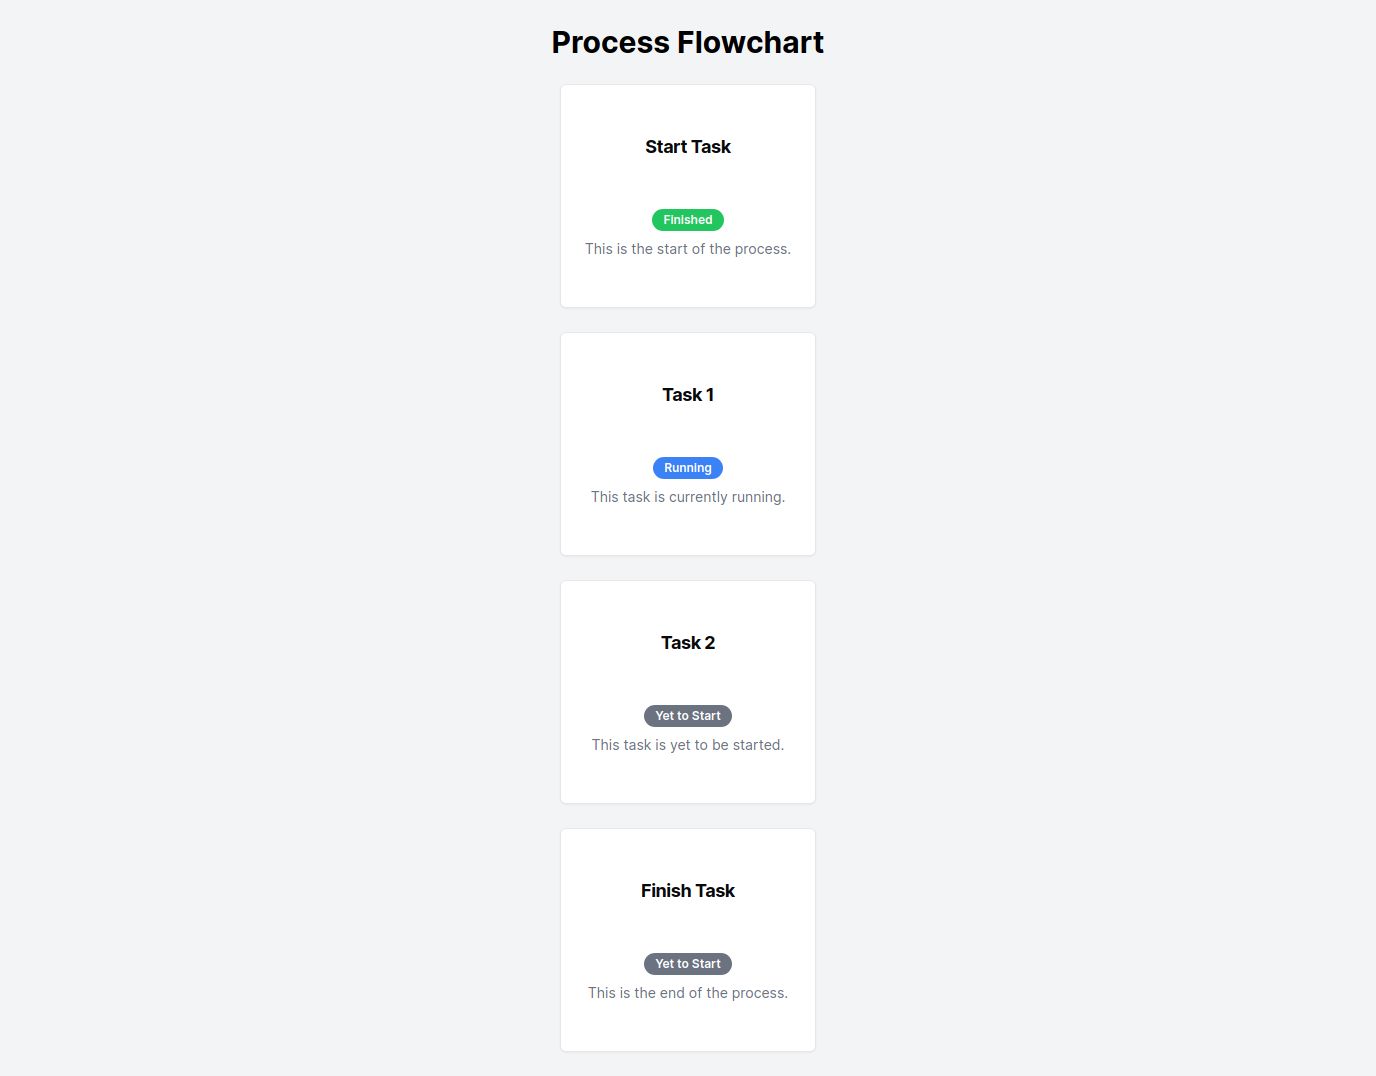 Process Flowchart
Start Task
Finished
This is the start of the process.
Task 1
Running
This task is currently running.
Task 2
Yet to Start
This task is yet to be started.
Finish Task
Yet to Start
This is the end of the process.